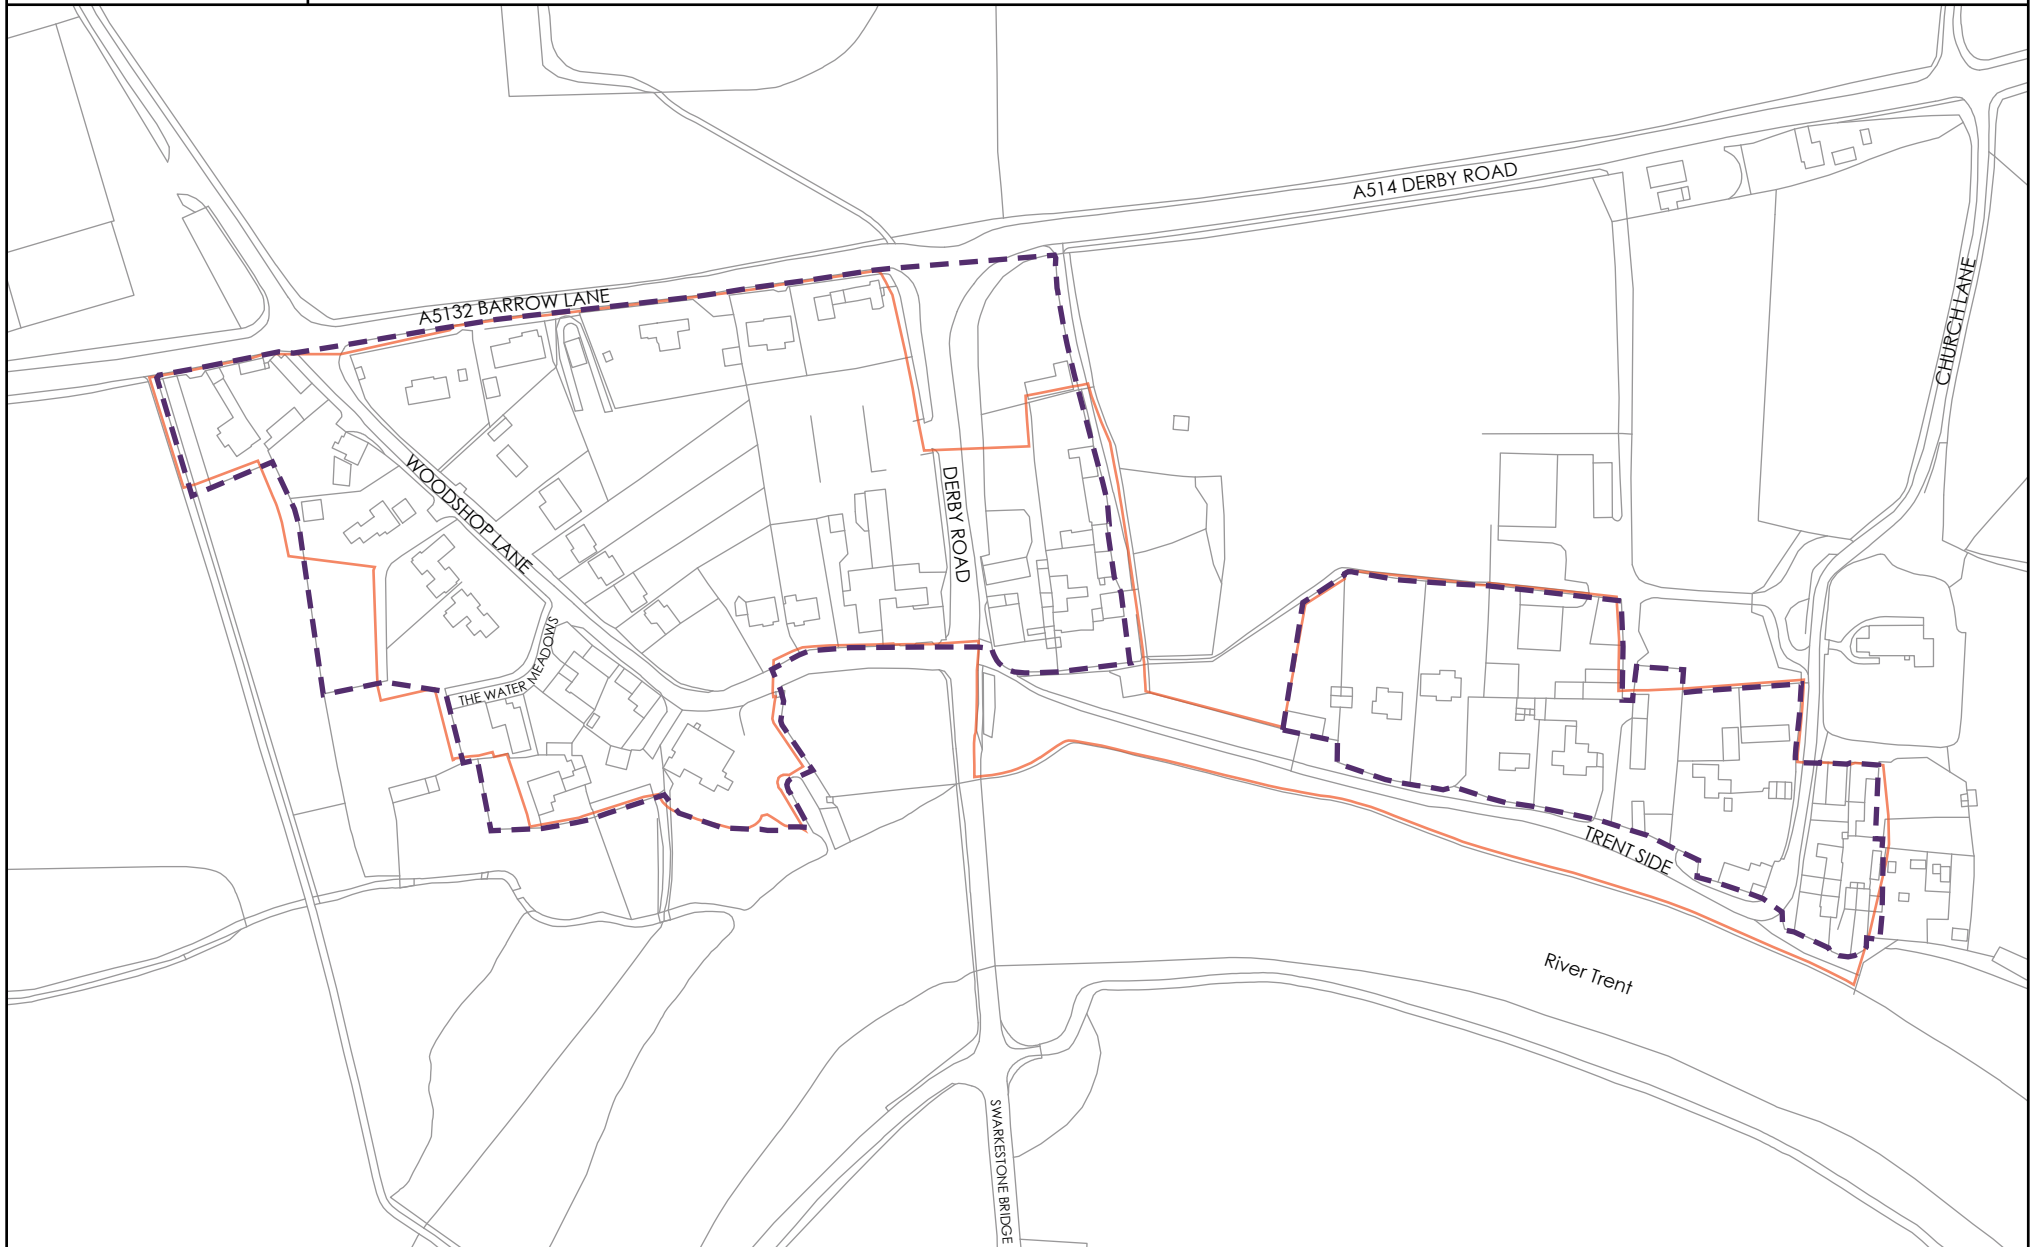 A514 DERBY ROAD
CHURCH LANE
A5132 BARROW LANE
WOODSHOP LANE
DERBY ROAD
THE WATER MEADOWS
TRENT SIDE
River Trent
SWARKESTONE BRIDGE